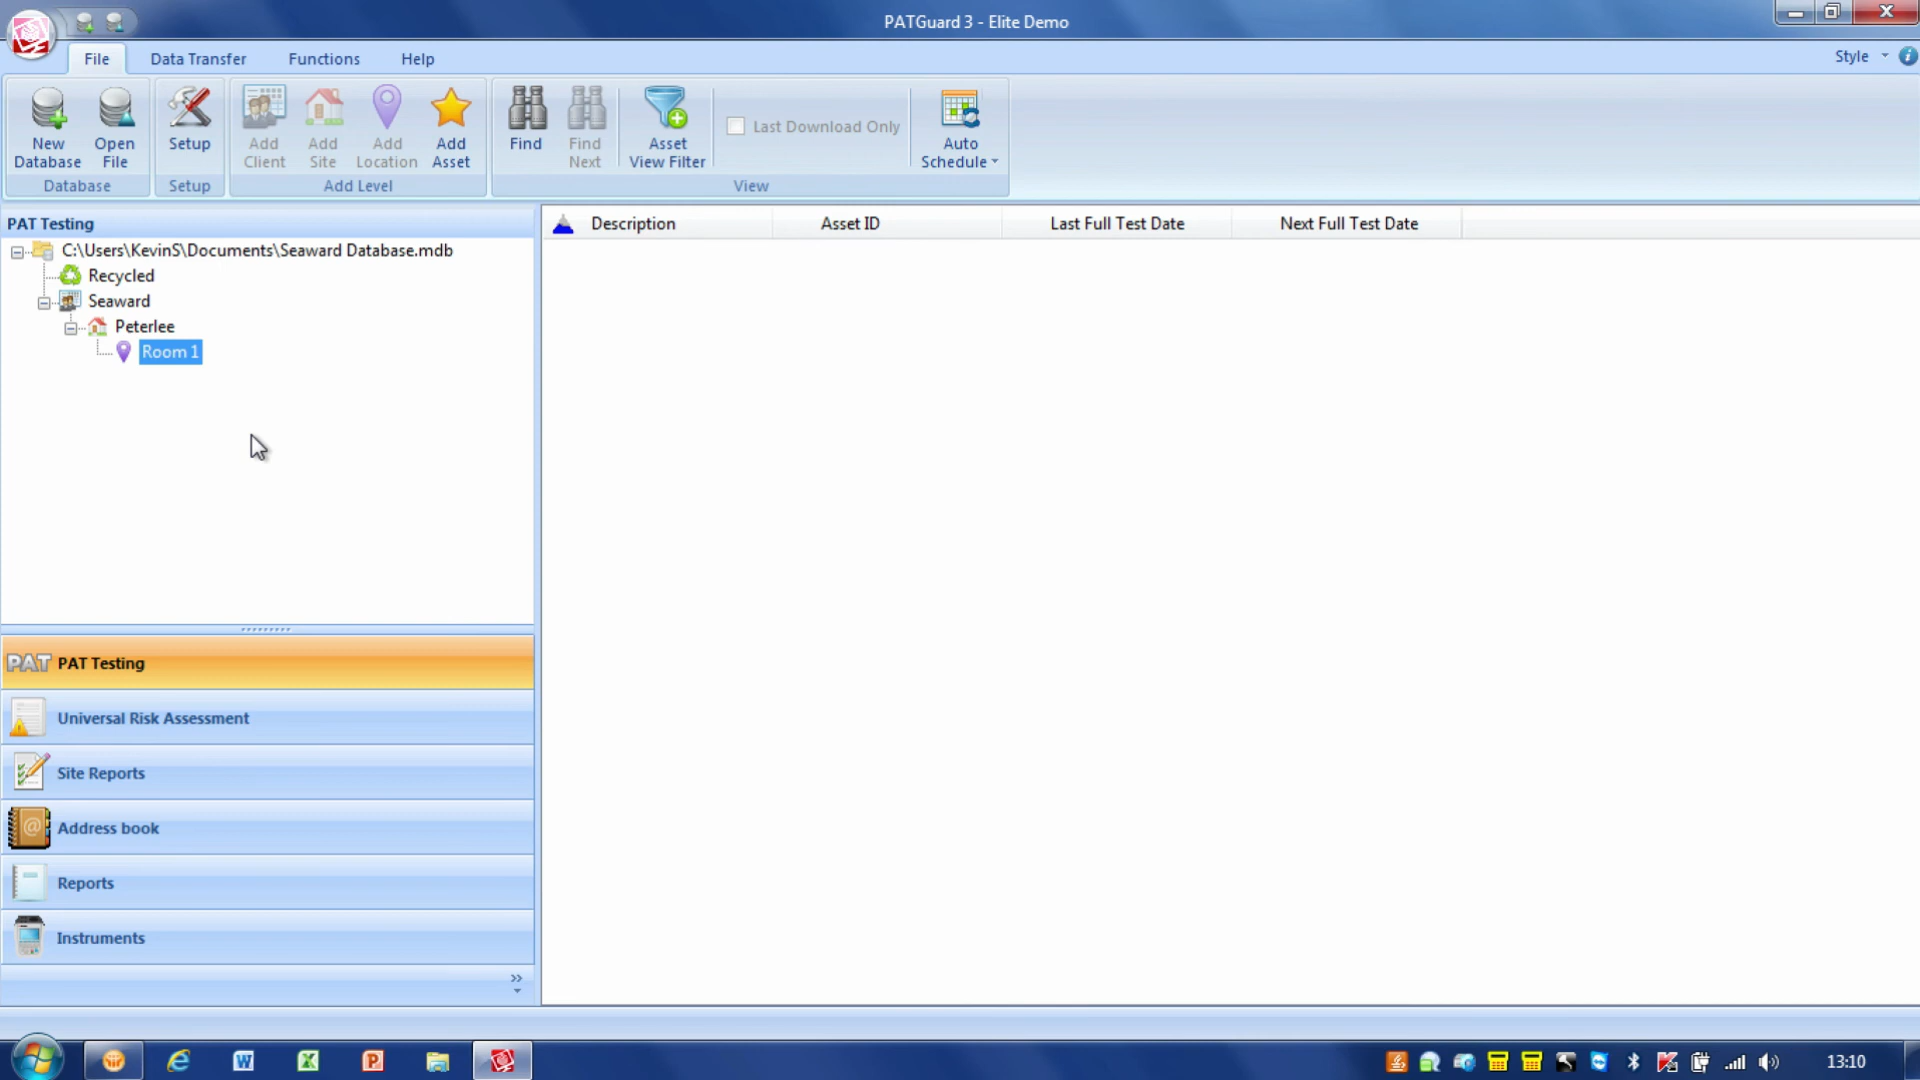 PATGuard 3 - Elite Demo
File Data Transfer Functions Help Style
New Database Open File Setup Add Client Add Site Add Location Add Asset Find Find Next Asset View Filter Last Download Only Auto Schedule
Database Setup Add Level View
PAT Testing Description Asset ID Last Full Test Date Next Full Test Date
C:\Users\KevinS\Documents\Seaward Database.mdb
Recycled
Seaward
Peterlee
Room 1
PAT PAT Testing
Universal Risk Assessment
Site Reports
Address book
Reports
Instruments
13:10